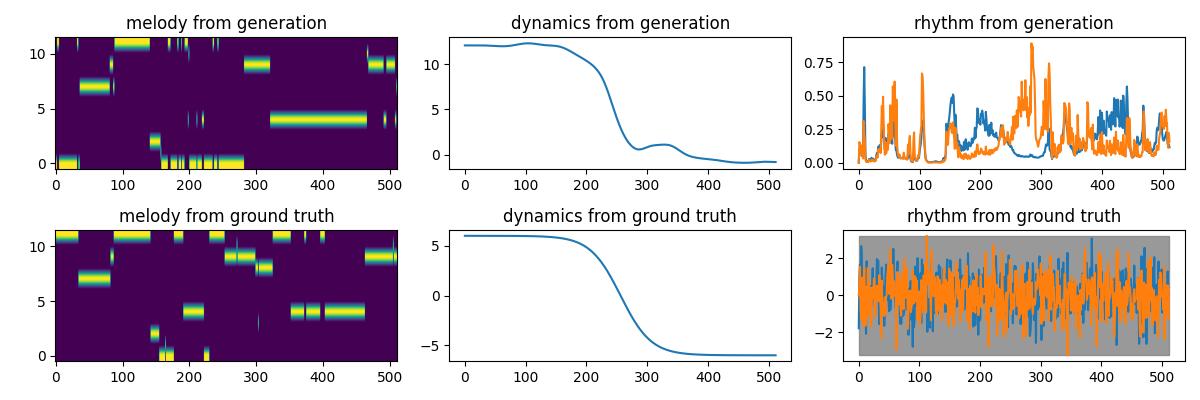 melody from generation
10
5
0
0 100 200 300 400 500
dynamics from generation
10
5
0
0 100 200 300 400 500
rhythm from generation
0.75
0.50
0.25
0.00
0 100 200 300 400 500
melody from ground truth
10
5
0
0 100 200 300 400 500
dynamics from ground truth
5
0
−5
0 100 200 300 400 500
rhythm from ground truth
2
0
−2
0 100 200 300 400 500